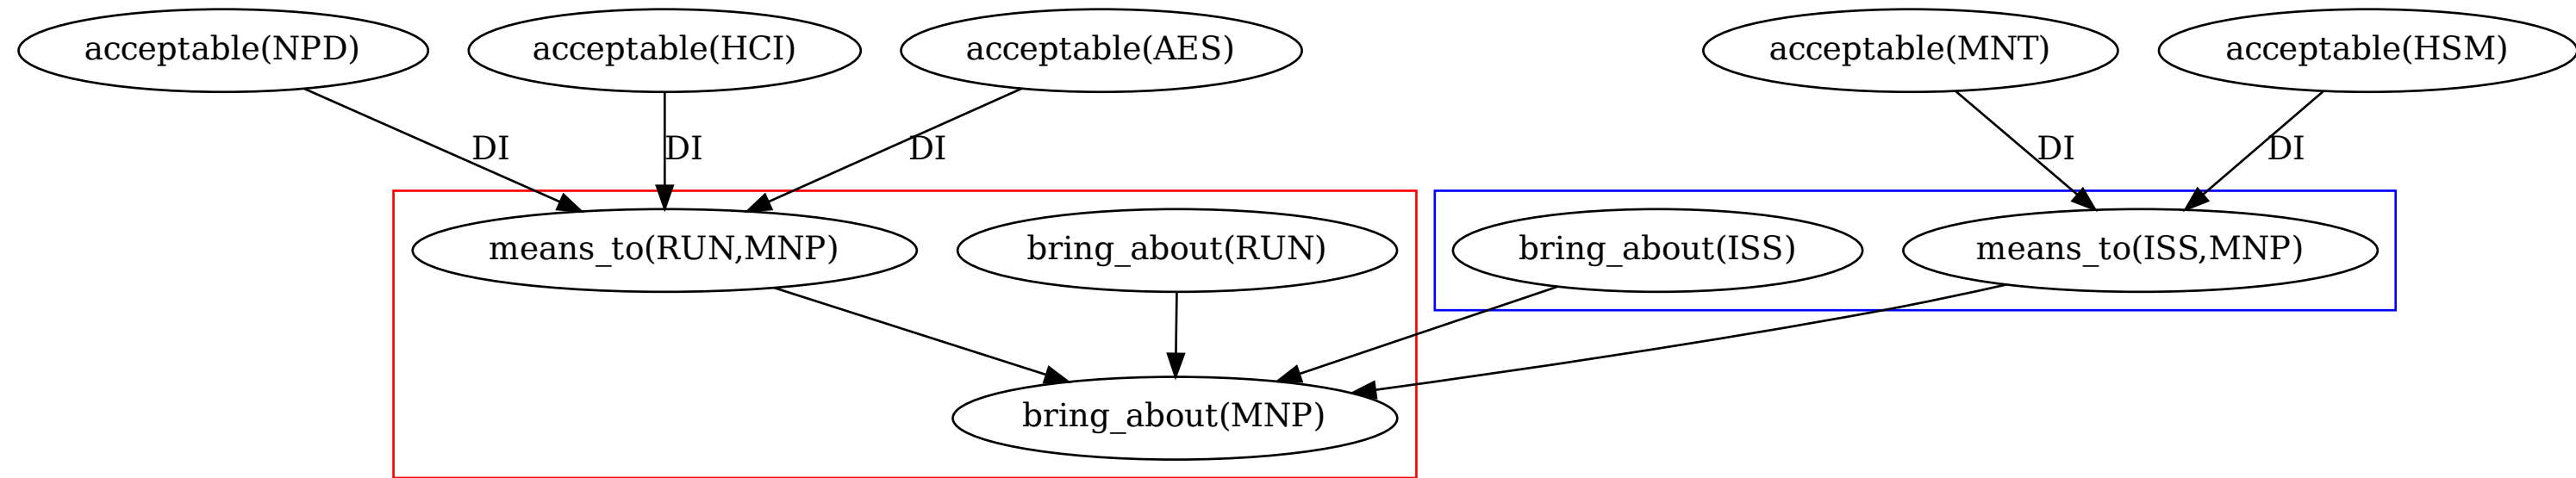 acceptable(NPD)
acceptable(HCI)
acceptable(AES)
acceptable(MNT)
acceptable(HSM)
DI
DI
DI
DI
DI
means_to(RUN,MNP)
bring_about(RUN)
bring_about(ISS)
means_to(ISS,MNP)
bring_about(MNP)